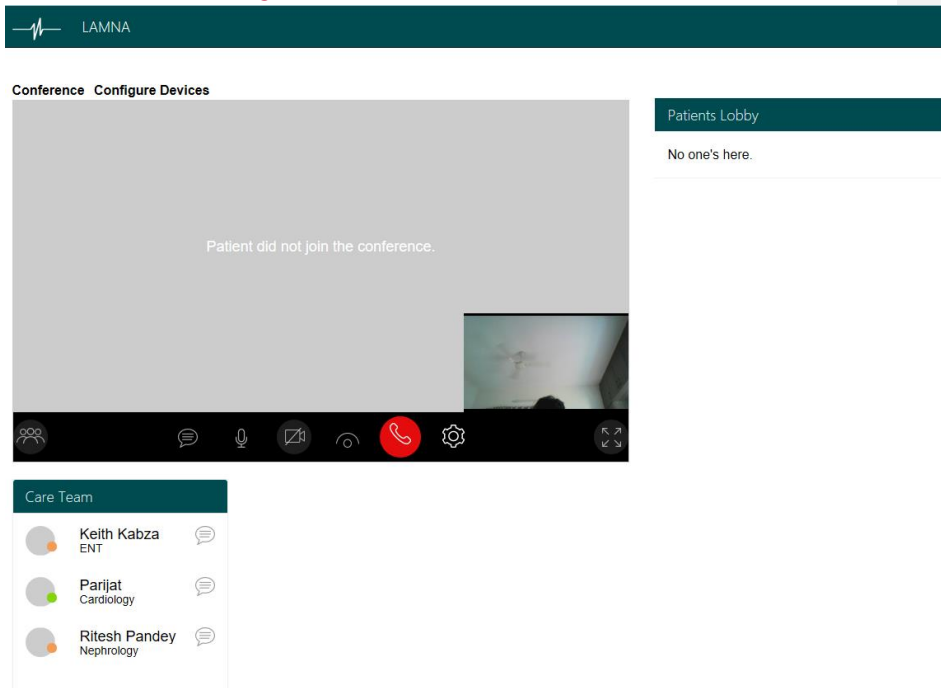 LAMNA
Conference Configure Devices
Patient did not join the conference.
Patients Lobby
No one's here.
Care Team
Keith Kabza
ENT
Parijat
Cardiology
Ritesh Pandey
Nephrology